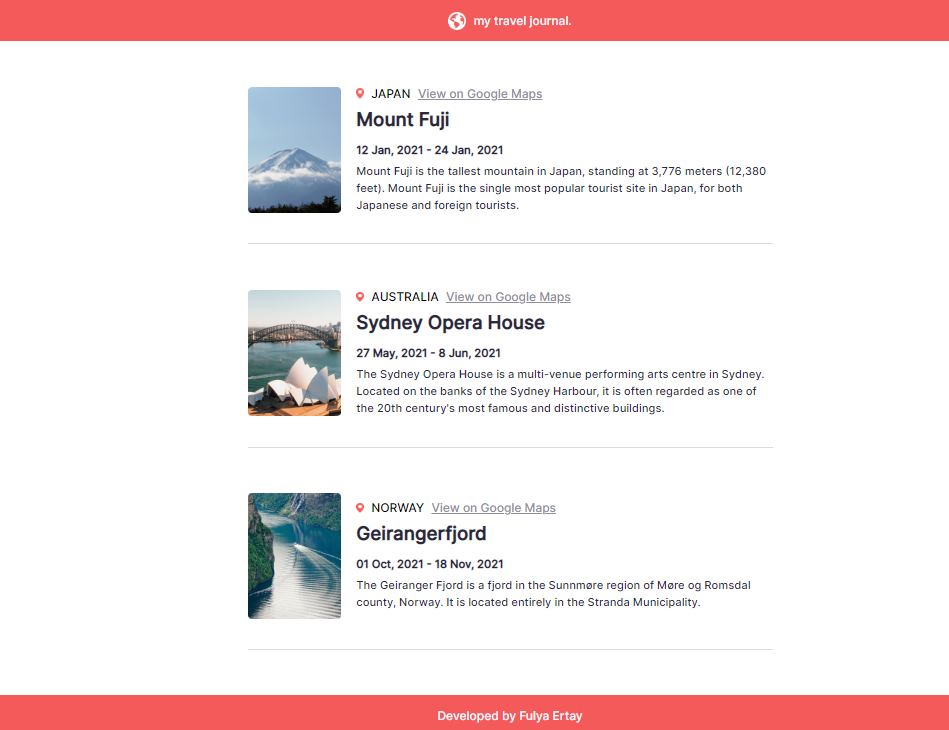 my travel journal.
JAPAN View on Google Maps
Mount Fuji
12 Jan, 2021 - 24 Jan, 2021
Mount Fuji is the tallest mountain in Japan, standing at 3,776 meters (12,380
feet). Mount Fuji is the single most popular tourist site in Japan, for both
Japanese and foreign tourists.
AUSTRALIA View on Google Maps
Sydney Opera House
27 May, 2021 - 8 Jun, 2021
The Sydney Opera House is a multi-venue performing arts centre in Sydney.
Located on the banks of the Sydney Harbour, it is often regarded as one of
the 20th century's most famous and distinctive buildings.
NORWAY View on Google Maps
Geirangerfjord
01 Oct, 2021 - 18 Nov, 2021
The Geiranger Fjord is a fjord in the Sunnmøre region of Møre og Romsdal
county, Norway. It is located entirely in the Stranda Municipality.
Developed by Fulya Ertay